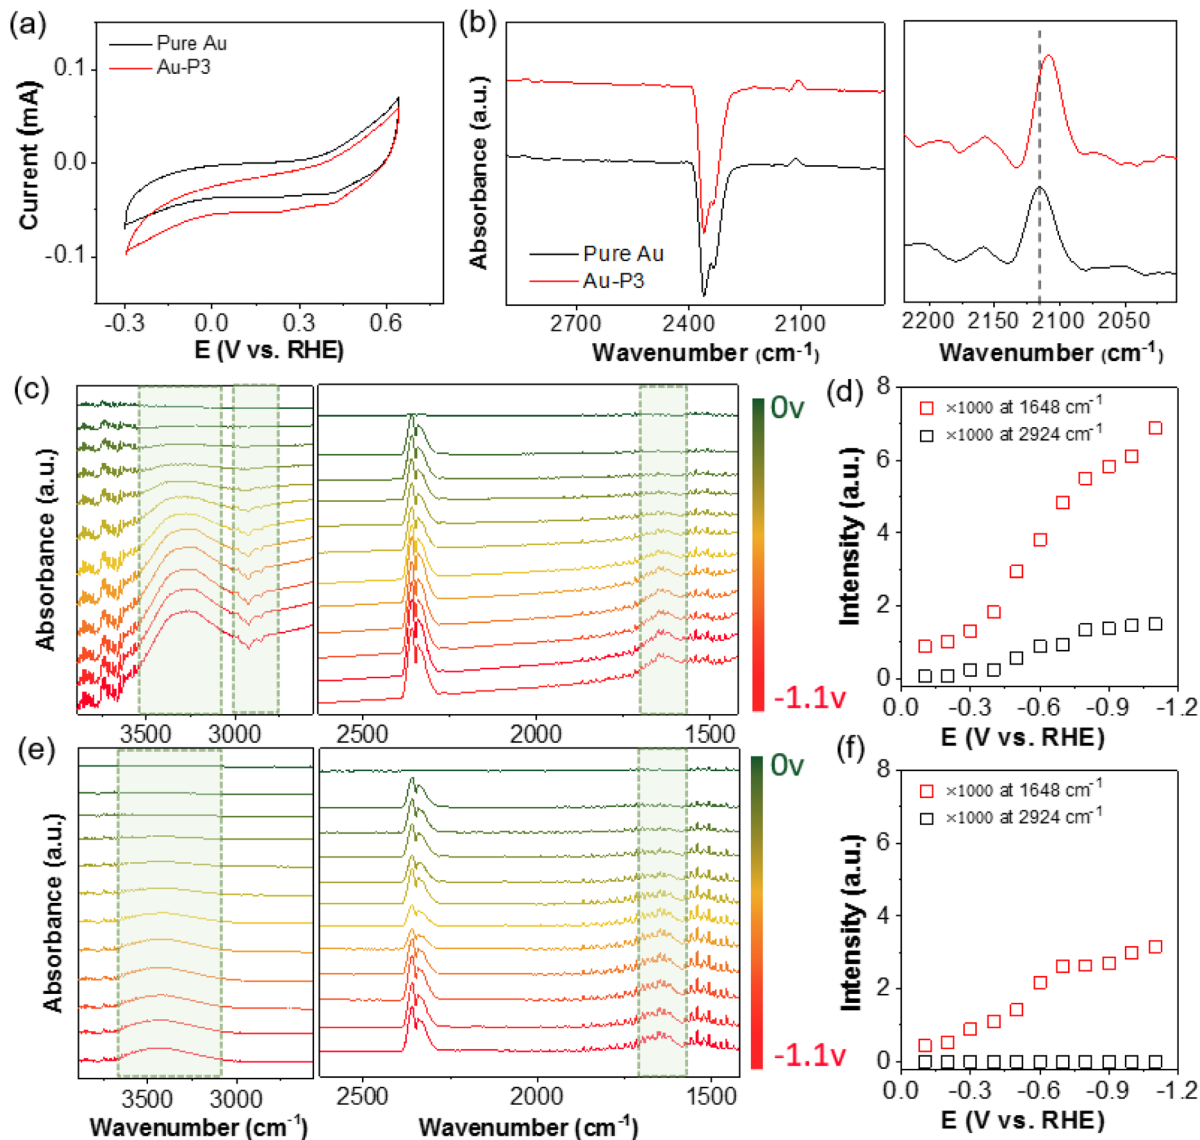 (a)
Pure Au
Au-P3
0.1
0.0
-0.1
Current (mA)
-0.3
0.0
0.3
0.6
E (V vs. RHE)
(b)
Absorbance (a.u.)
Pure Au
Au-P3
2700
2400
2100
Wavenumber (cm-1)
2200
2150
2100
2050
Wavenumber (cm-1)
(c)
Absorbance (a.u.)
3500
3000
2500
2000
1500
0v
-1.1v
(d)
×1000 at 1648 cm-1
×1000 at 2924 cm-1
8
6
4
2
0
Intensity (a.u.)
0.0
-0.3
-0.6
-0.9
-1.2
E (V vs. RHE)
(e)
Absorbance (a.u.)
3500
3000
Wavenumber (cm-1)
2500
2000
1500
Wavenumber (cm-1)
0v
-1.1v
(f)
×1000 at 1648 cm-1
×1000 at 2924 cm-1
8
6
4
2
0
Intensity (a.u.)
0.0
-0.3
-0.6
-0.9
-1.2
E (V vs. RHE)